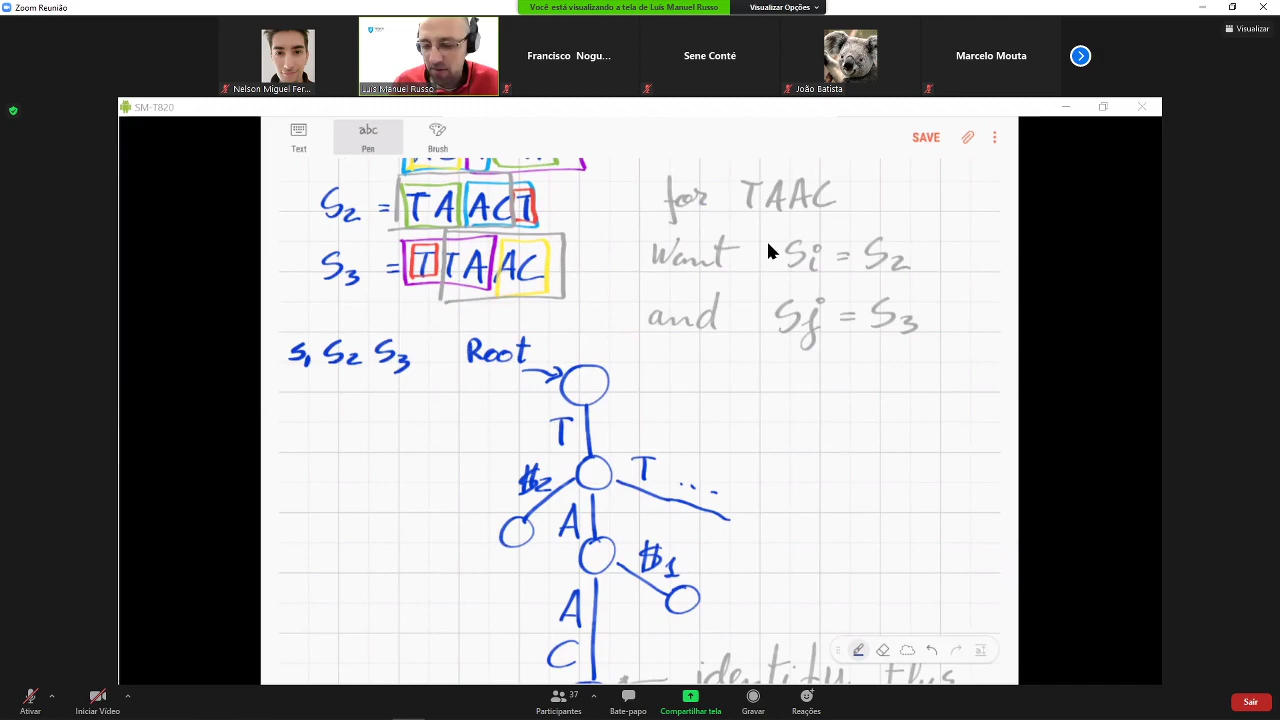 Zoom Reunião
Você está visualizando a tela de Luís Manuel Russo
Visualizar Opções
Visualizar
Nelson Miguel Fer...
Luís Manuel Russo
Francisco Nogu...
Sene Conté
João Batista
Marcelo Mouta
SM-T820
Text
abc
Pen
Brush
SAVE
S2 = TAACT
for TAAC
S3 = TTAAC
Want Si = S2
and Sj = S3
S1 S2 S3
Root
T
$2
T ...
A
$1
A
C
identify this
Ativar
Iniciar Vídeo
37
Participantes
Bate-papo
Compartilhar tela
Gravar
Reações
Sair